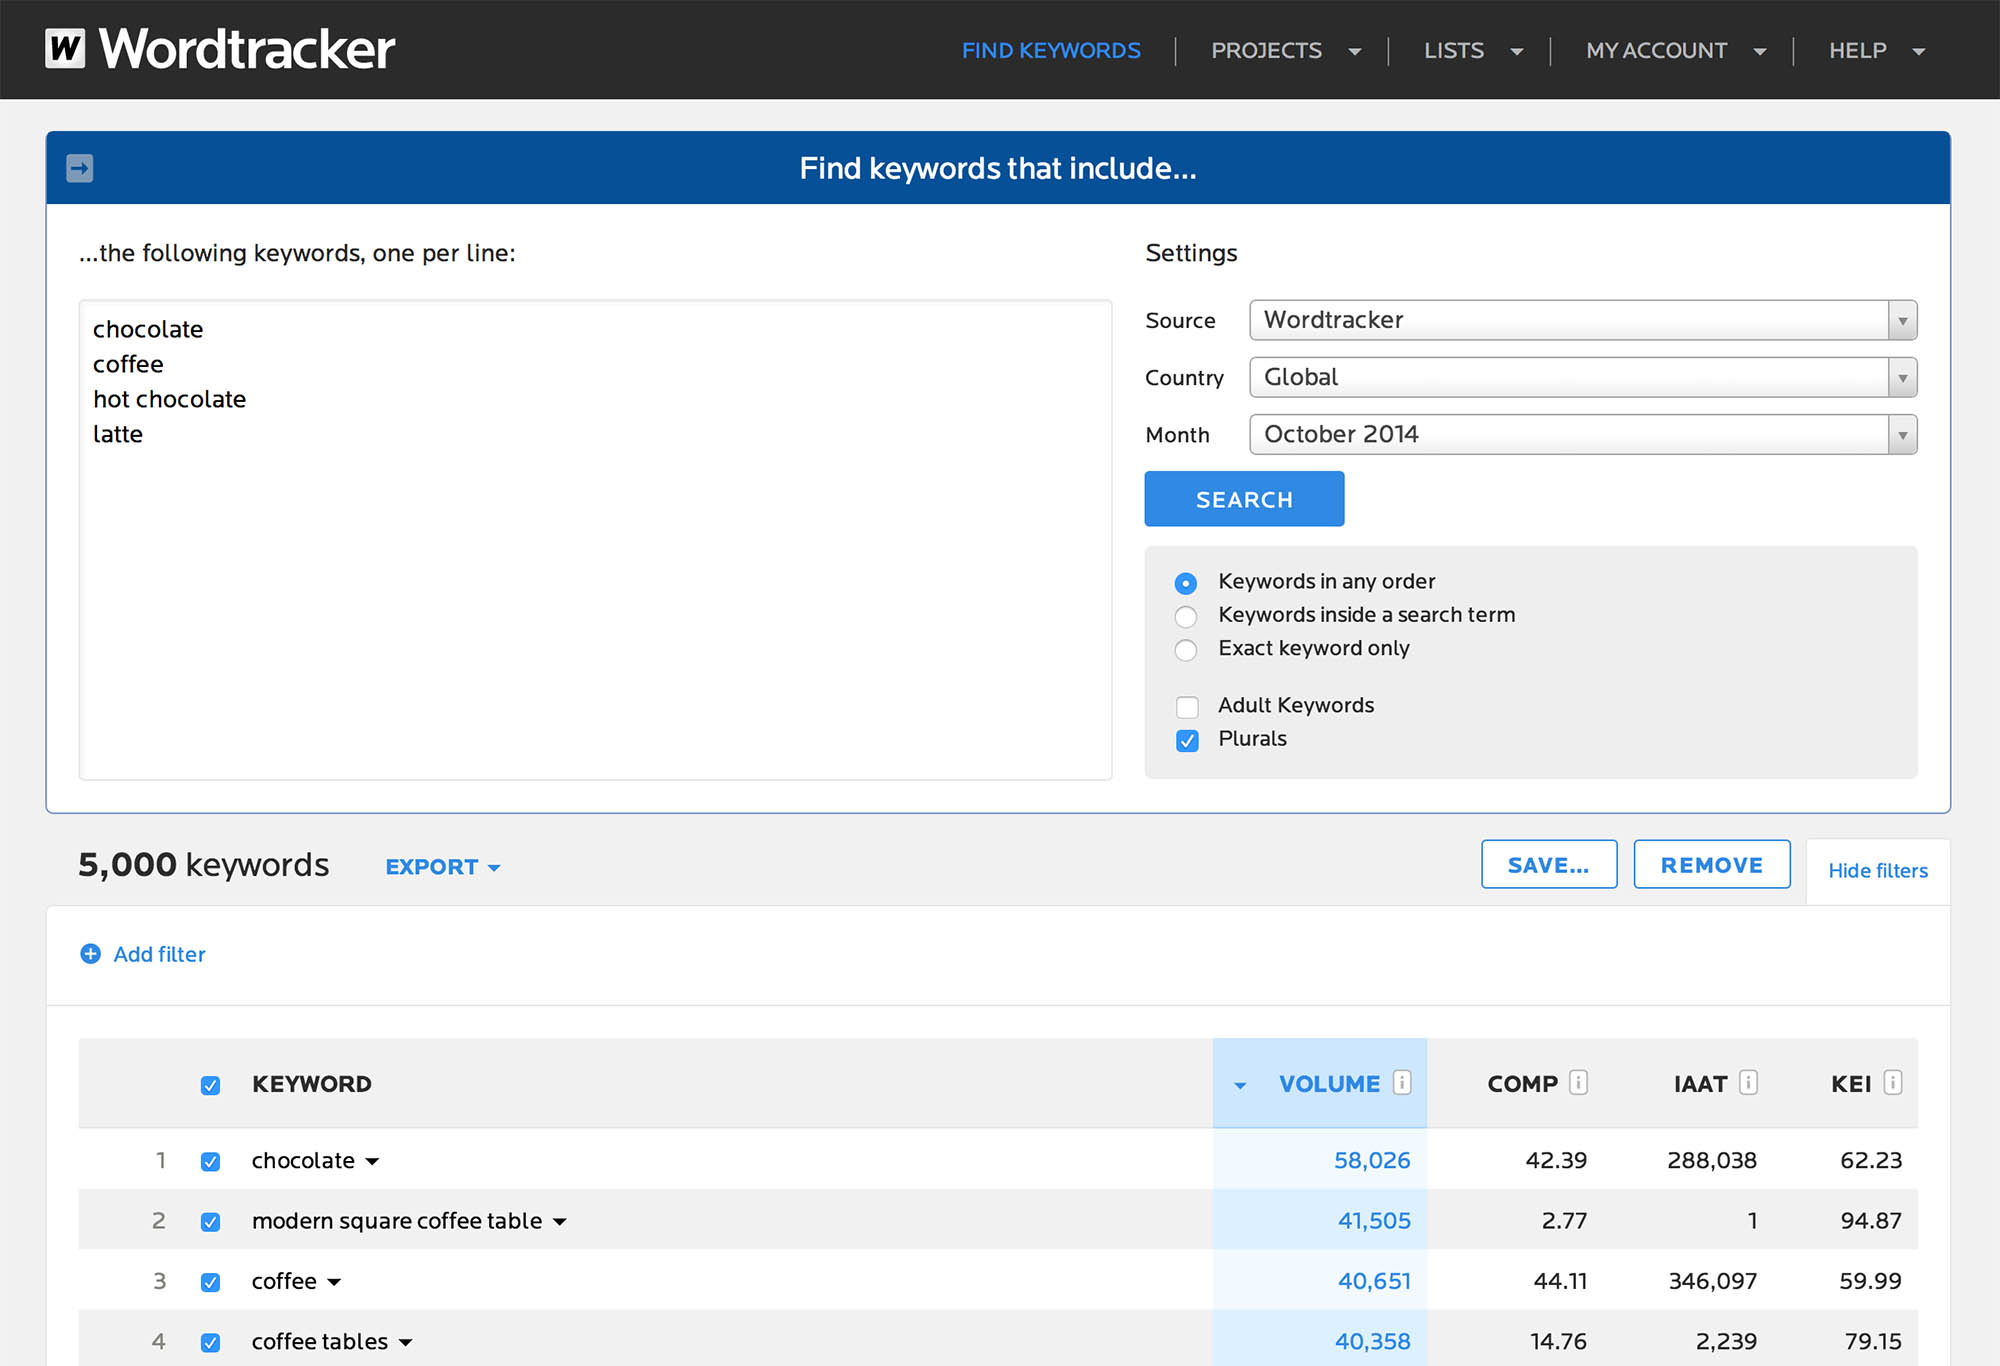 W Wordtracker
FIND KEYWORDS PROJECTS LISTS MY ACCOUNT HELP
Find keywords that include...
...the following keywords, one per line:
chocolate
coffee
hot chocolate
latte
Settings
Source Wordtracker
Country Global
Month October 2014
SEARCH
Keywords in any order
Keywords inside a search term
Exact keyword only
Adult Keywords
Plurals
5,000 keywords EXPORT SAVE... REMOVE Hide filters
Add filter
KEYWORD VOLUME i COMP i IAAT i KEI i
1 chocolate 58,026 42.39 288,038 62.23
2 modern square coffee table 41,505 2.77 1 94.87
3 coffee 40,651 44.11 346,097 59.99
4 coffee tables 40,358 14.76 2,239 79.15